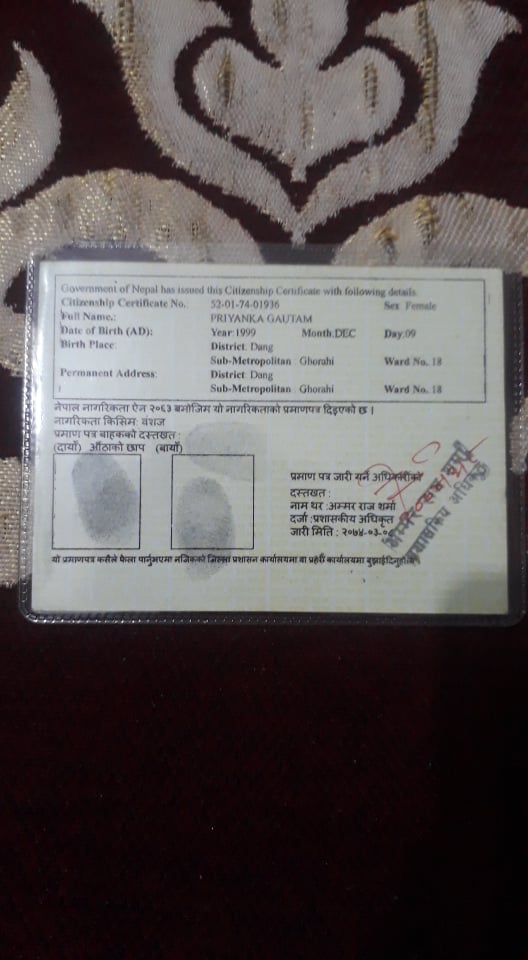 Government of Nepal has issued this Citizenship Certificate with following details.
Citizenship Certificate No.: 52-01-74-01936 Sex: Female
Full Name.: PRIYANKA GAUTAM
Date of Birth (AD): Year:1999 Month:DEC Day:09
Birth Place: District: Dang
Sub-Metropolitan : Ghorahi Ward No. 18
Permanent Address: District: Dang
Sub-Metropolitan : Ghorahi Ward No. 18
नेपाल नागरिकता ऐन २०६३ बमोजिम यो नागरिकताको प्रमाणपत्र दिइएको छ ।
नागरिकता किसिम: वंशज
प्रमाण पत्र बाहकको दस्तखत :
(दायाँ) औंठाको छाप (बायाँ)
प्रमाण पत्र जारी गर्ने अधिकारीको
दस्तखत :
नाम थर :अम्मर राज शर्मा
दर्जा :प्रशासकीय अधिकृत
जारी मिति : २०७४-०३-०
यो प्रमाणपत्र कसैले फेला पार्नुभएमा नजिकको जिल्ला प्रशासन कार्यालयमा वा प्रहरी कार्यालयमा बुझाईदिनुहोला